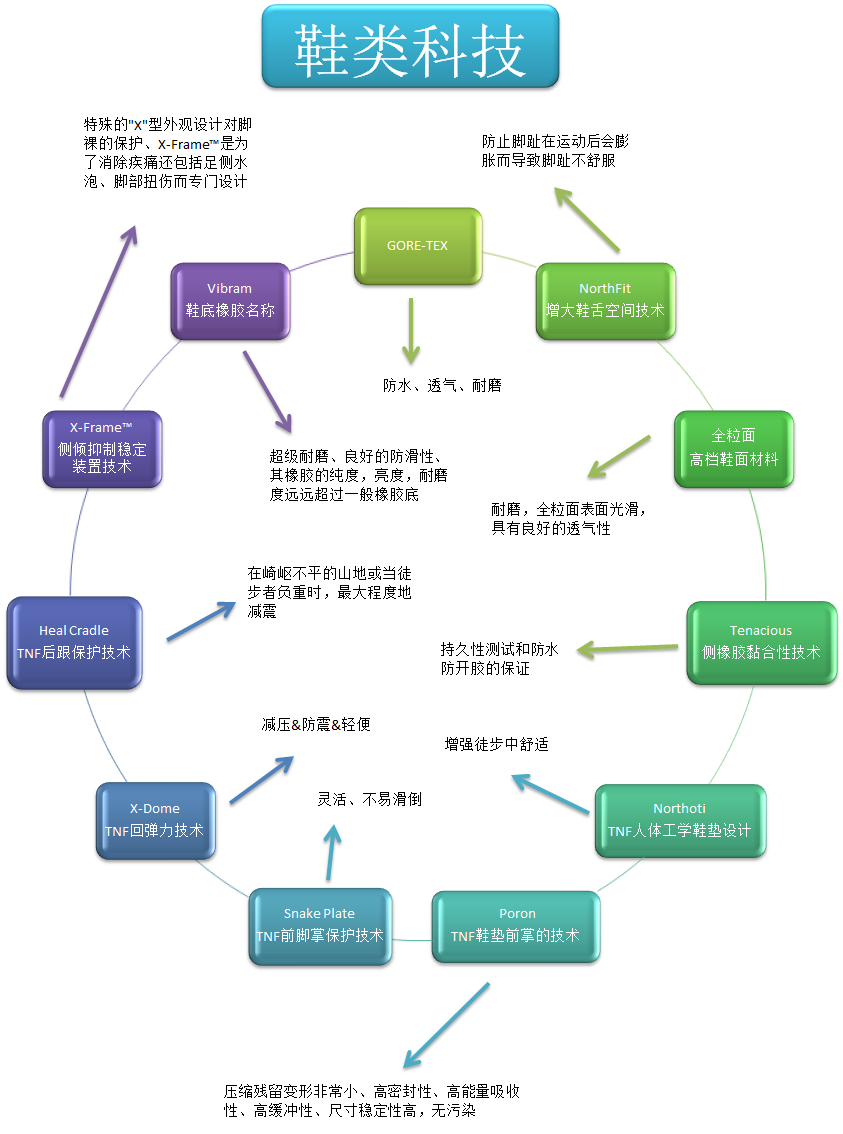 鞋类科技
特殊的"X"型外观设计对脚
裸的保护、X-Frame™是为
了消除疾痛还包括足侧水
泡、脚部扭伤而专门设计
防止脚趾在运动后会膨
胀而导致脚趾不舒服
GORE-TEX
Vibram
鞋底橡胶名称
NorthFit
增大鞋舌空间技术
防水、透气、耐磨
X-Frame™
侧倾抑制稳定
装置技术
超级耐磨、良好的防滑性、
其橡胶的纯度，亮度，耐磨
度远远超过一般橡胶底
全粒面
高档鞋面材料
耐磨，全粒面表面光滑，
具有良好的透气性
在崎岖不平的山地或当徒
步者负重时，最大程度地
减震
Heal Cradle
TNF后跟保护技术
Tenacious
侧橡胶黏合性技术
持久性测试和防水
防开胶的保证
减压&防震&轻便
增强徒步中舒适
X-Dome
TNF回弹力技术
灵活、不易滑倒
Northoti
TNF人体工学鞋垫设计
Snake Plate
TNF前脚掌保护技术
Poron
TNF鞋垫前掌的技术
压缩残留变形非常小、高密封性、高能量吸收
性、高缓冲性、尺寸稳定性高，无污染